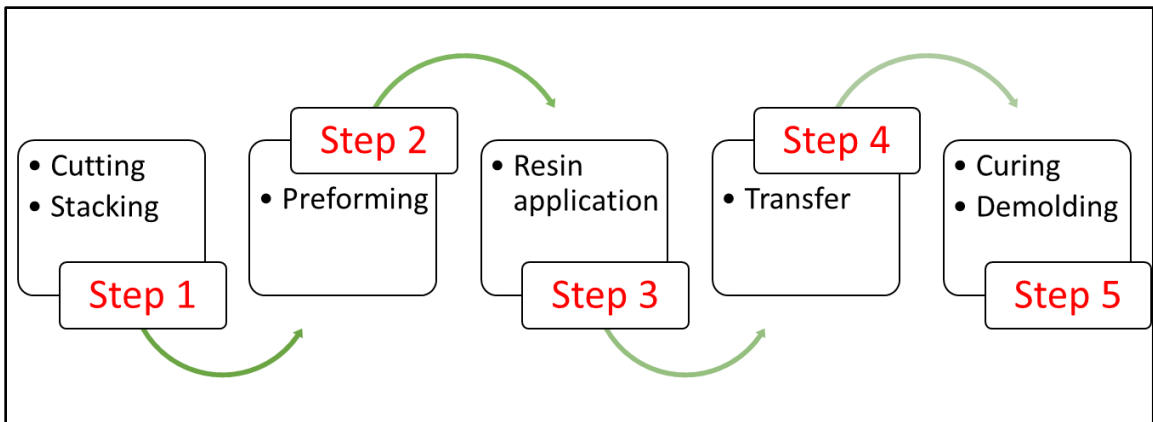 • Cutting
• Stacking
Step 1
Step 2
• Preforming
• Resin
application
Step 3
Step 4
• Transfer
• Curing
• Demolding
Step 5